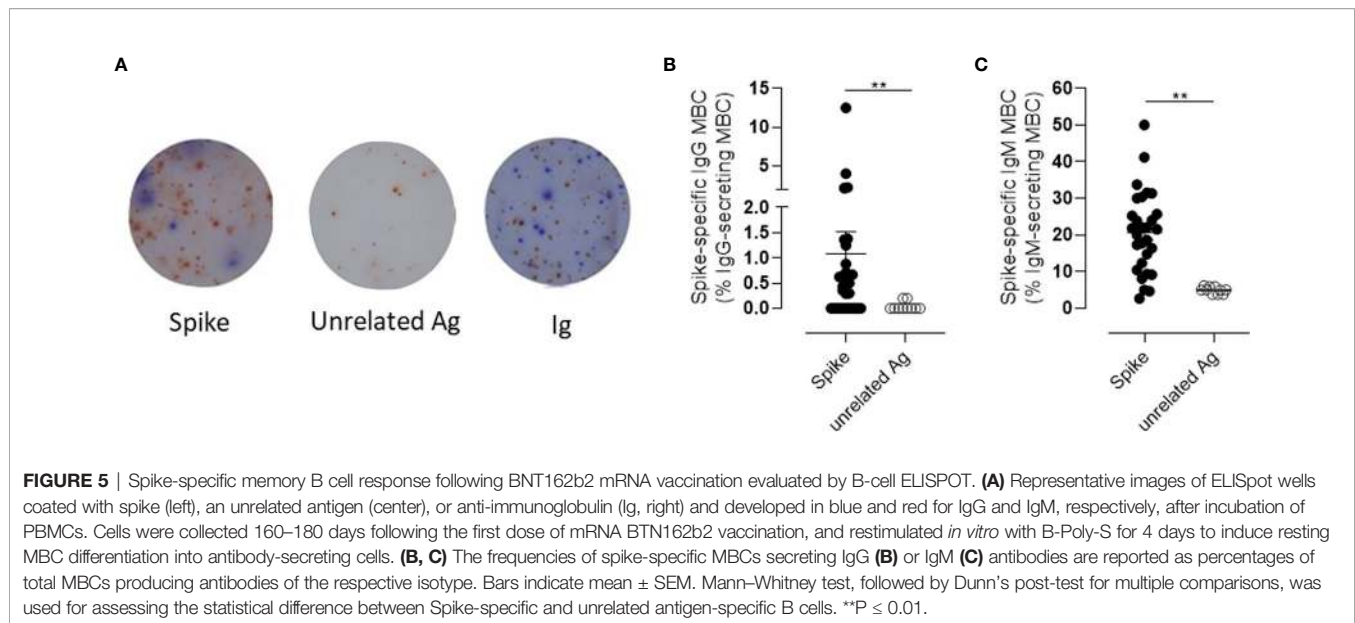 A
Spike
Unrelated Ag
Ig
B
Spike-specific IgG MBC
(% IgG-secreting MBC)
15
10
5
2.0
1.5
1.0
0.5
0.0
**
Spike
unrelated Ag
C
Spike-specific IgM MBC
(% IgM-secreting MBC)
60
50
40
30
20
10
0
**
Spike
unrelated Ag
FIGURE 5 | Spike-specific memory B cell response following BNT162b2 mRNA vaccination evaluated by B-cell ELISPOT. (A) Representative images of ELISpot wells
coated with spike (left), an unrelated antigen (center), or anti-immunoglobulin (Ig, right) and developed in blue and red for IgG and IgM, respectively, after incubation of
PBMCs. Cells were collected 160–180 days following the first dose of mRNA BTN162b2 vaccination, and restimulated in vitro with B-Poly-S for 4 days to induce resting
MBC differentiation into antibody-secreting cells. (B, C) The frequencies of spike-specific MBCs secreting IgG (B) or IgM (C) antibodies are reported as percentages of
total MBCs producing antibodies of the respective isotype. Bars indicate mean ± SEM. Mann–Whitney test, followed by Dunn's post-test for multiple comparisons, was
used for assessing the statistical difference between Spike-specific and unrelated antigen-specific B cells. **P ≤ 0.01.